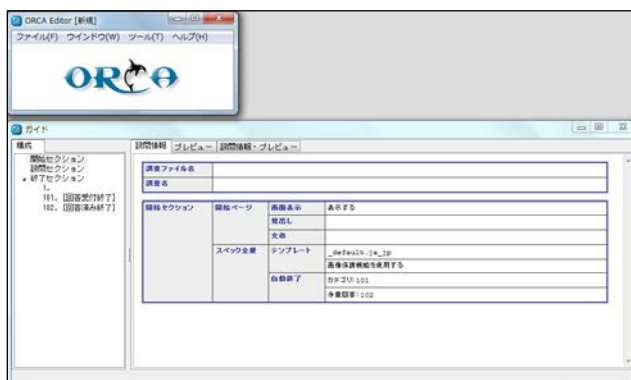 ORCA Editor [新規]
ファイル(F) ウインドウ(W) ツール(T) ヘルプ(H)
ORCA
ガイド
構成
開始セクション
設問セクション
終了セクション
1.
101. [回答受付終了]
102. [回答済み終了]
設問情報 プレビュー 設問情報・プレビュー
調査ファイル名
調査名
開始セクション 開始ページ 画面表示 表示する
見出し
文章
スペック全般 テンプレート _default.ja_jp
画像保護機能を使用する
自動終了 カテゴリ:101
多重回答:102